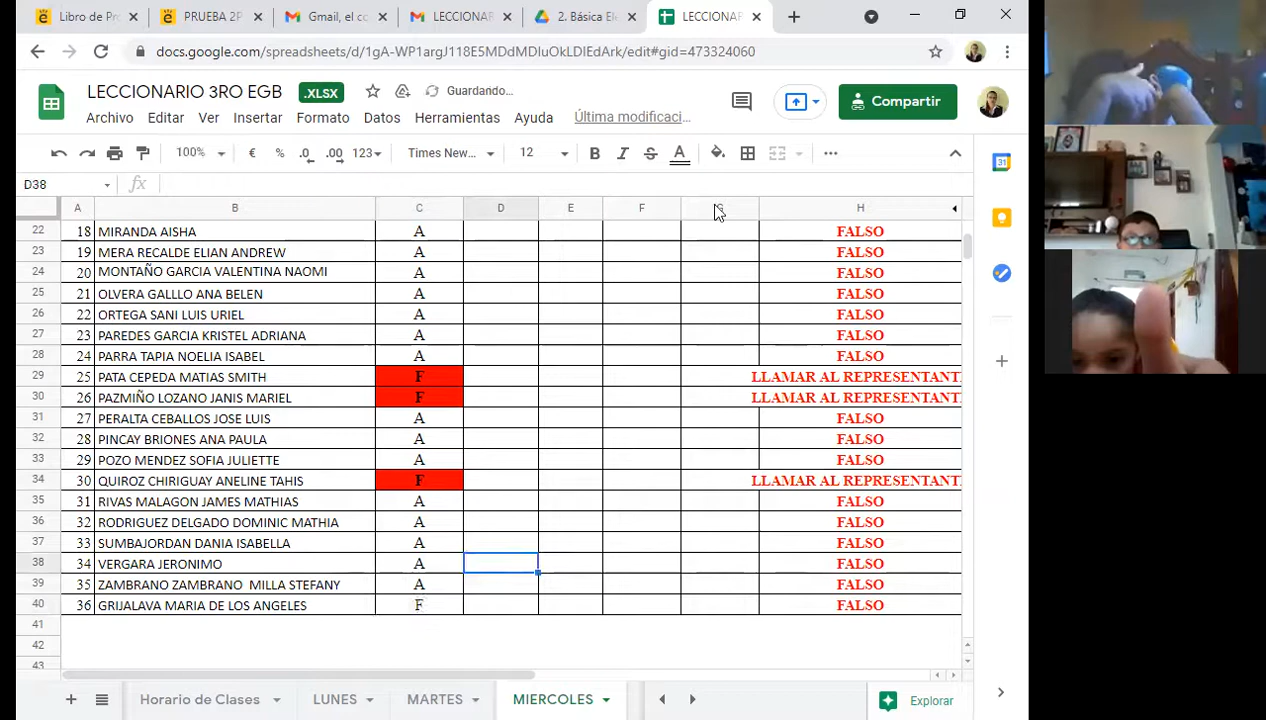 Libro de Pr
PRUEBA 2P
Gmail, el co
LECCIONAR
2. Básica Ele
LECCIONAR
docs.google.com/spreadsheets/d/1gA-WP1argJ118E5MDdMDluOkLDlEdArk/edit#gid=473324060
LECCIONARIO 3RO EGB .XLSX Guardando...
Compartir
Archivo Editar Ver Insertar Formato Datos Herramientas Ayuda Última modificaci...
100% € % .0 .00 123 Times New... 12 B I S A
D38 fx
A B C D E F G H
22 18 MIRANDA AISHA A FALSO
23 19 MERA RECALDE ELIAN ANDREW A FALSO
24 20 MONTAÑO GARCIA VALENTINA NAOMI A FALSO
25 21 OLVERA GALLLO ANA BELEN A FALSO
26 22 ORTEGA SANI LUIS URIEL A FALSO
27 23 PAREDES GARCIA KRISTEL ADRIANA A FALSO
28 24 PARRA TAPIA NOELIA ISABEL A FALSO
29 25 PATA CEPEDA MATIAS SMITH F LLAMAR AL REPRESENTANT
30 26 PAZMIÑO LOZANO JANIS MARIEL F LLAMAR AL REPRESENTANT
31 27 PERALTA CEBALLOS JOSE LUIS A FALSO
32 28 PINCAY BRIONES ANA PAULA A FALSO
33 29 POZO MENDEZ SOFIA JULIETTE A FALSO
34 30 QUIROZ CHIRIGUAY ANELINE TAHIS F LLAMAR AL REPRESENTANT
35 31 RIVAS MALAGON JAMES MATHIAS A FALSO
36 32 RODRIGUEZ DELGADO DOMINIC MATHIA A FALSO
37 33 SUMBAJORDAN DANIA ISABELLA A FALSO
38 34 VERGARA JERONIMO A FALSO
39 35 ZAMBRANO ZAMBRANO MILLA STEFANY A FALSO
40 36 GRIJALAVA MARIA DE LOS ANGELES F FALSO
41
42
43
Horario de Clases LUNES MARTES MIERCOLES Explorar
31